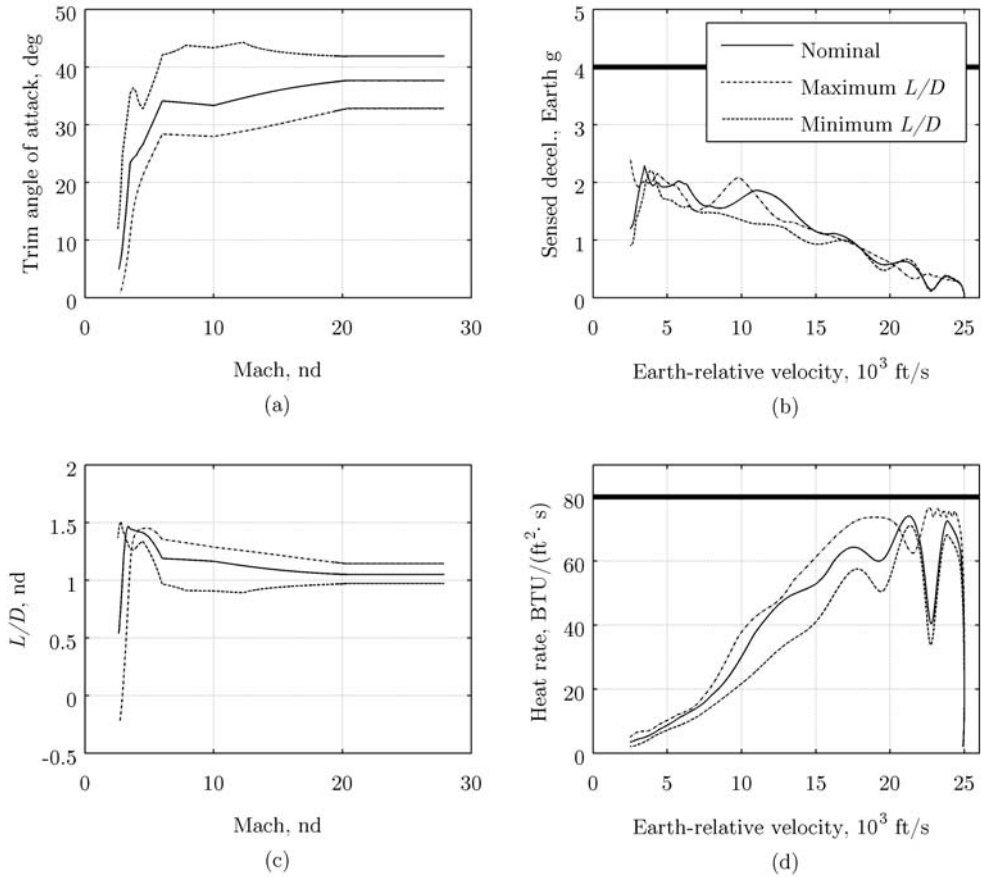 50
40
30
20
10
0
Trim angle of attack, deg
0
10
20
30
Mach, nd
(a)
5
4
3
2
1
0
Sensed decel., Earth g
Nominal
Maximum L/D
Minimum L/D
0
5
10
15
20
25
Earth-relative velocity, 10³ ft/s
(b)
2
1.5
1
0.5
0
-0.5
L/D, nd
0
10
20
30
Mach, nd
(c)
80
60
40
20
0
Heat rate, BTU/(ft²· s)
0
5
10
15
20
25
Earth-relative velocity, 10³ ft/s
(d)